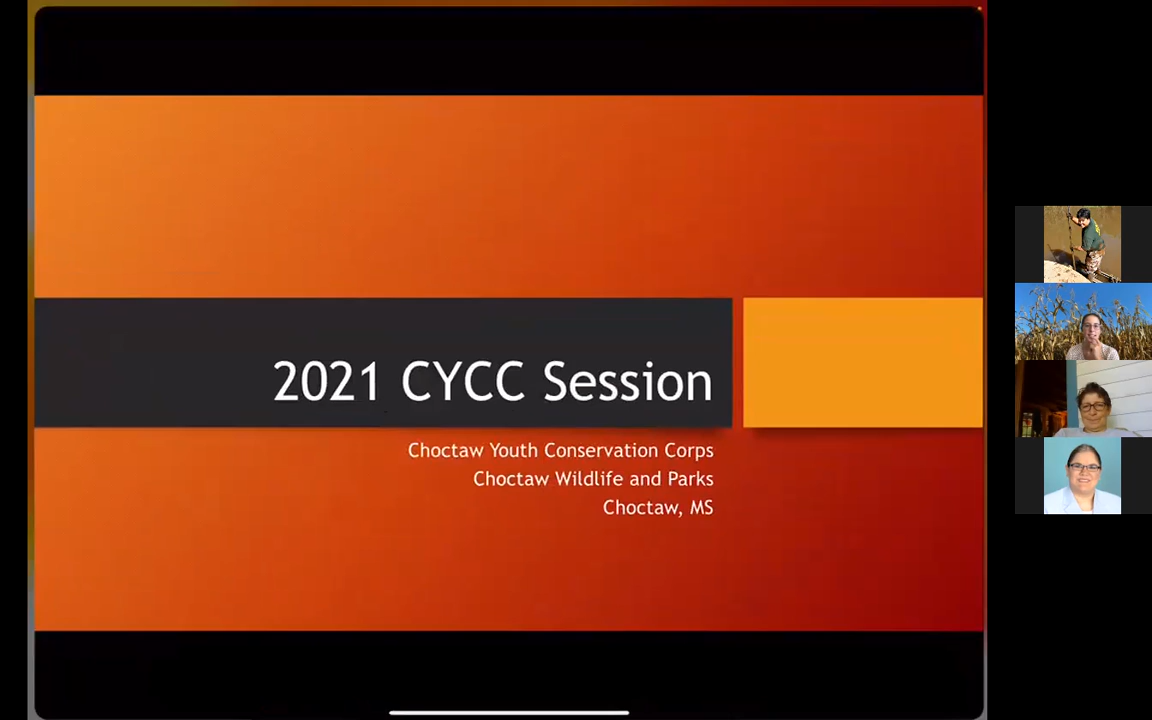 2021 CYCC Session
Choctaw Youth Conservation Corps
Choctaw Wildlife and Parks
Choctaw, MS